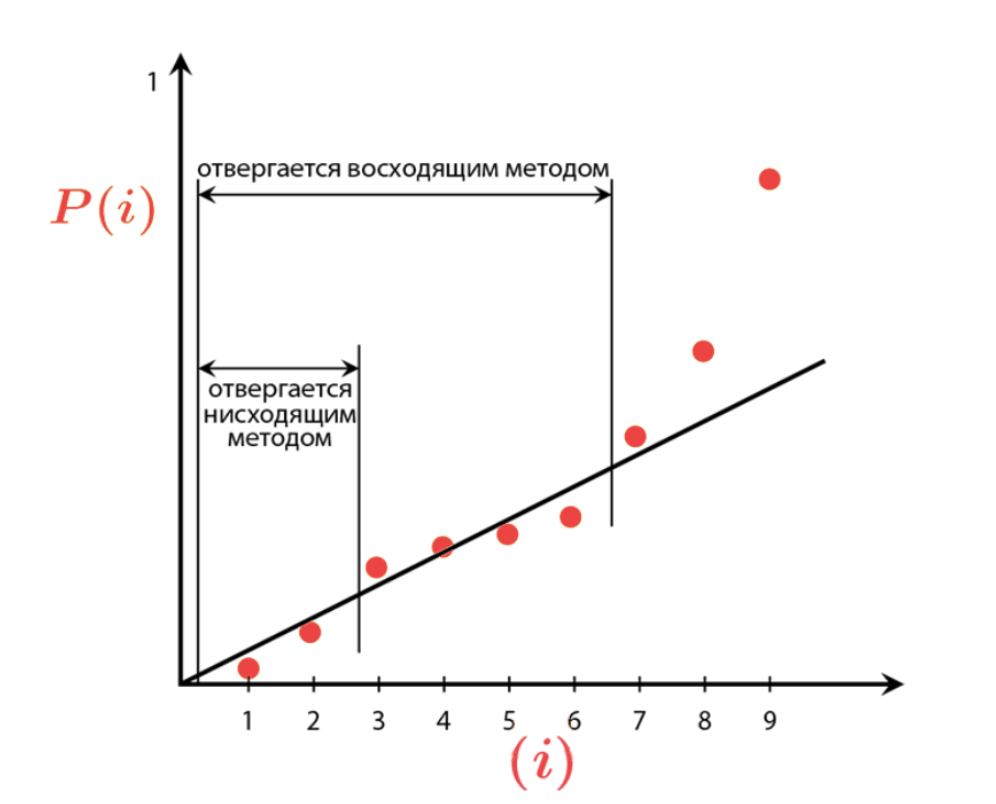 1
отвергается восходящим методом
P(i)
отвергается
нисходящим
методом
1 2 3 4 5 6 7 8 9
(i)